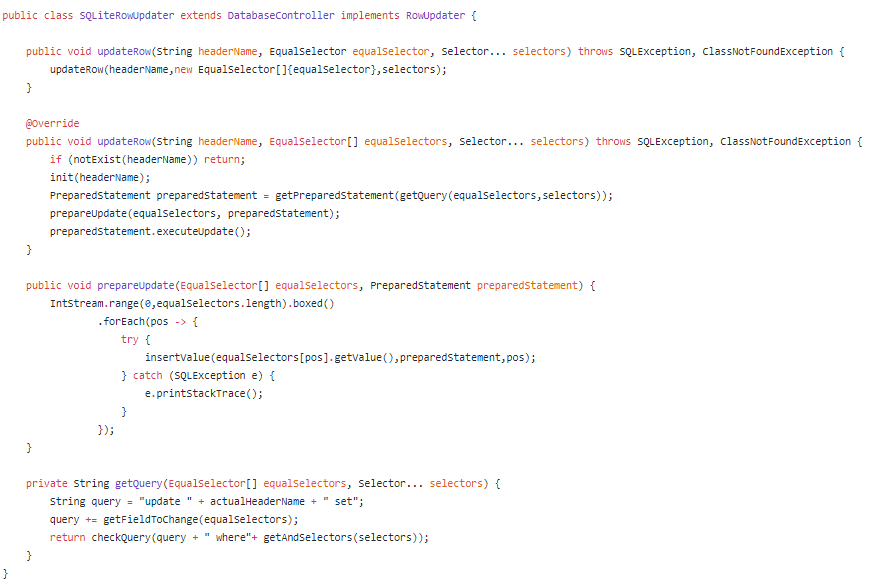 public class SQLiteRowUpdater extends DatabaseController implements RowUpdater {
public void updateRow(String headerName, EqualSelector equalSelector, Selector... selectors) throws SQLException, ClassNotFoundException {
updateRow(headerName,new EqualSelector[]{equalSelector},selectors);
}
@Override
public void updateRow(String headerName, EqualSelector[] equalSelectors, Selector... selectors) throws SQLException, ClassNotFoundException {
if (notExist(headerName)) return;
init(headerName);
PreparedStatement preparedStatement = getPreparedStatement(getQuery(equalSelectors,selectors));
prepareUpdate(equalSelectors, preparedStatement);
preparedStatement.executeUpdate();
}
public void prepareUpdate(EqualSelector[] equalSelectors, PreparedStatement preparedStatement) {
IntStream.range(0,equalSelectors.length).boxed()
.forEach(pos -> {
try {
insertValue(equalSelectors[pos].getValue(),preparedStatement,pos);
} catch (SQLException e) {
e.printStackTrace();
}
});
}
private String getQuery(EqualSelector[] equalSelectors, Selector... selectors) {
String query = "update " + actualHeaderName + " set";
query += getFieldToChange(equalSelectors);
return checkQuery(query + " where"+ getAndSelectors(selectors));
}
}